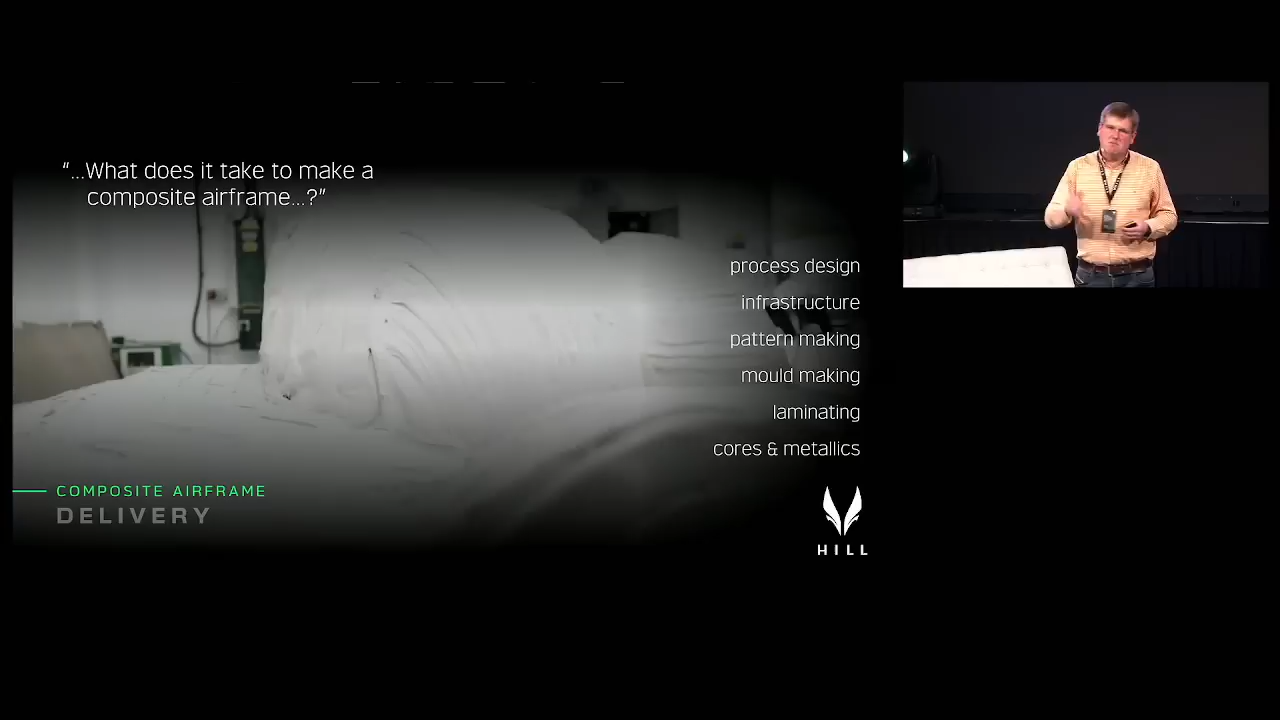 “...What does it take to make a
composite airframe...?”
process design
infrastructure
pattern making
mould making
laminating
cores & metallics
COMPOSITE AIRFRAME
DELIVERY
HILL